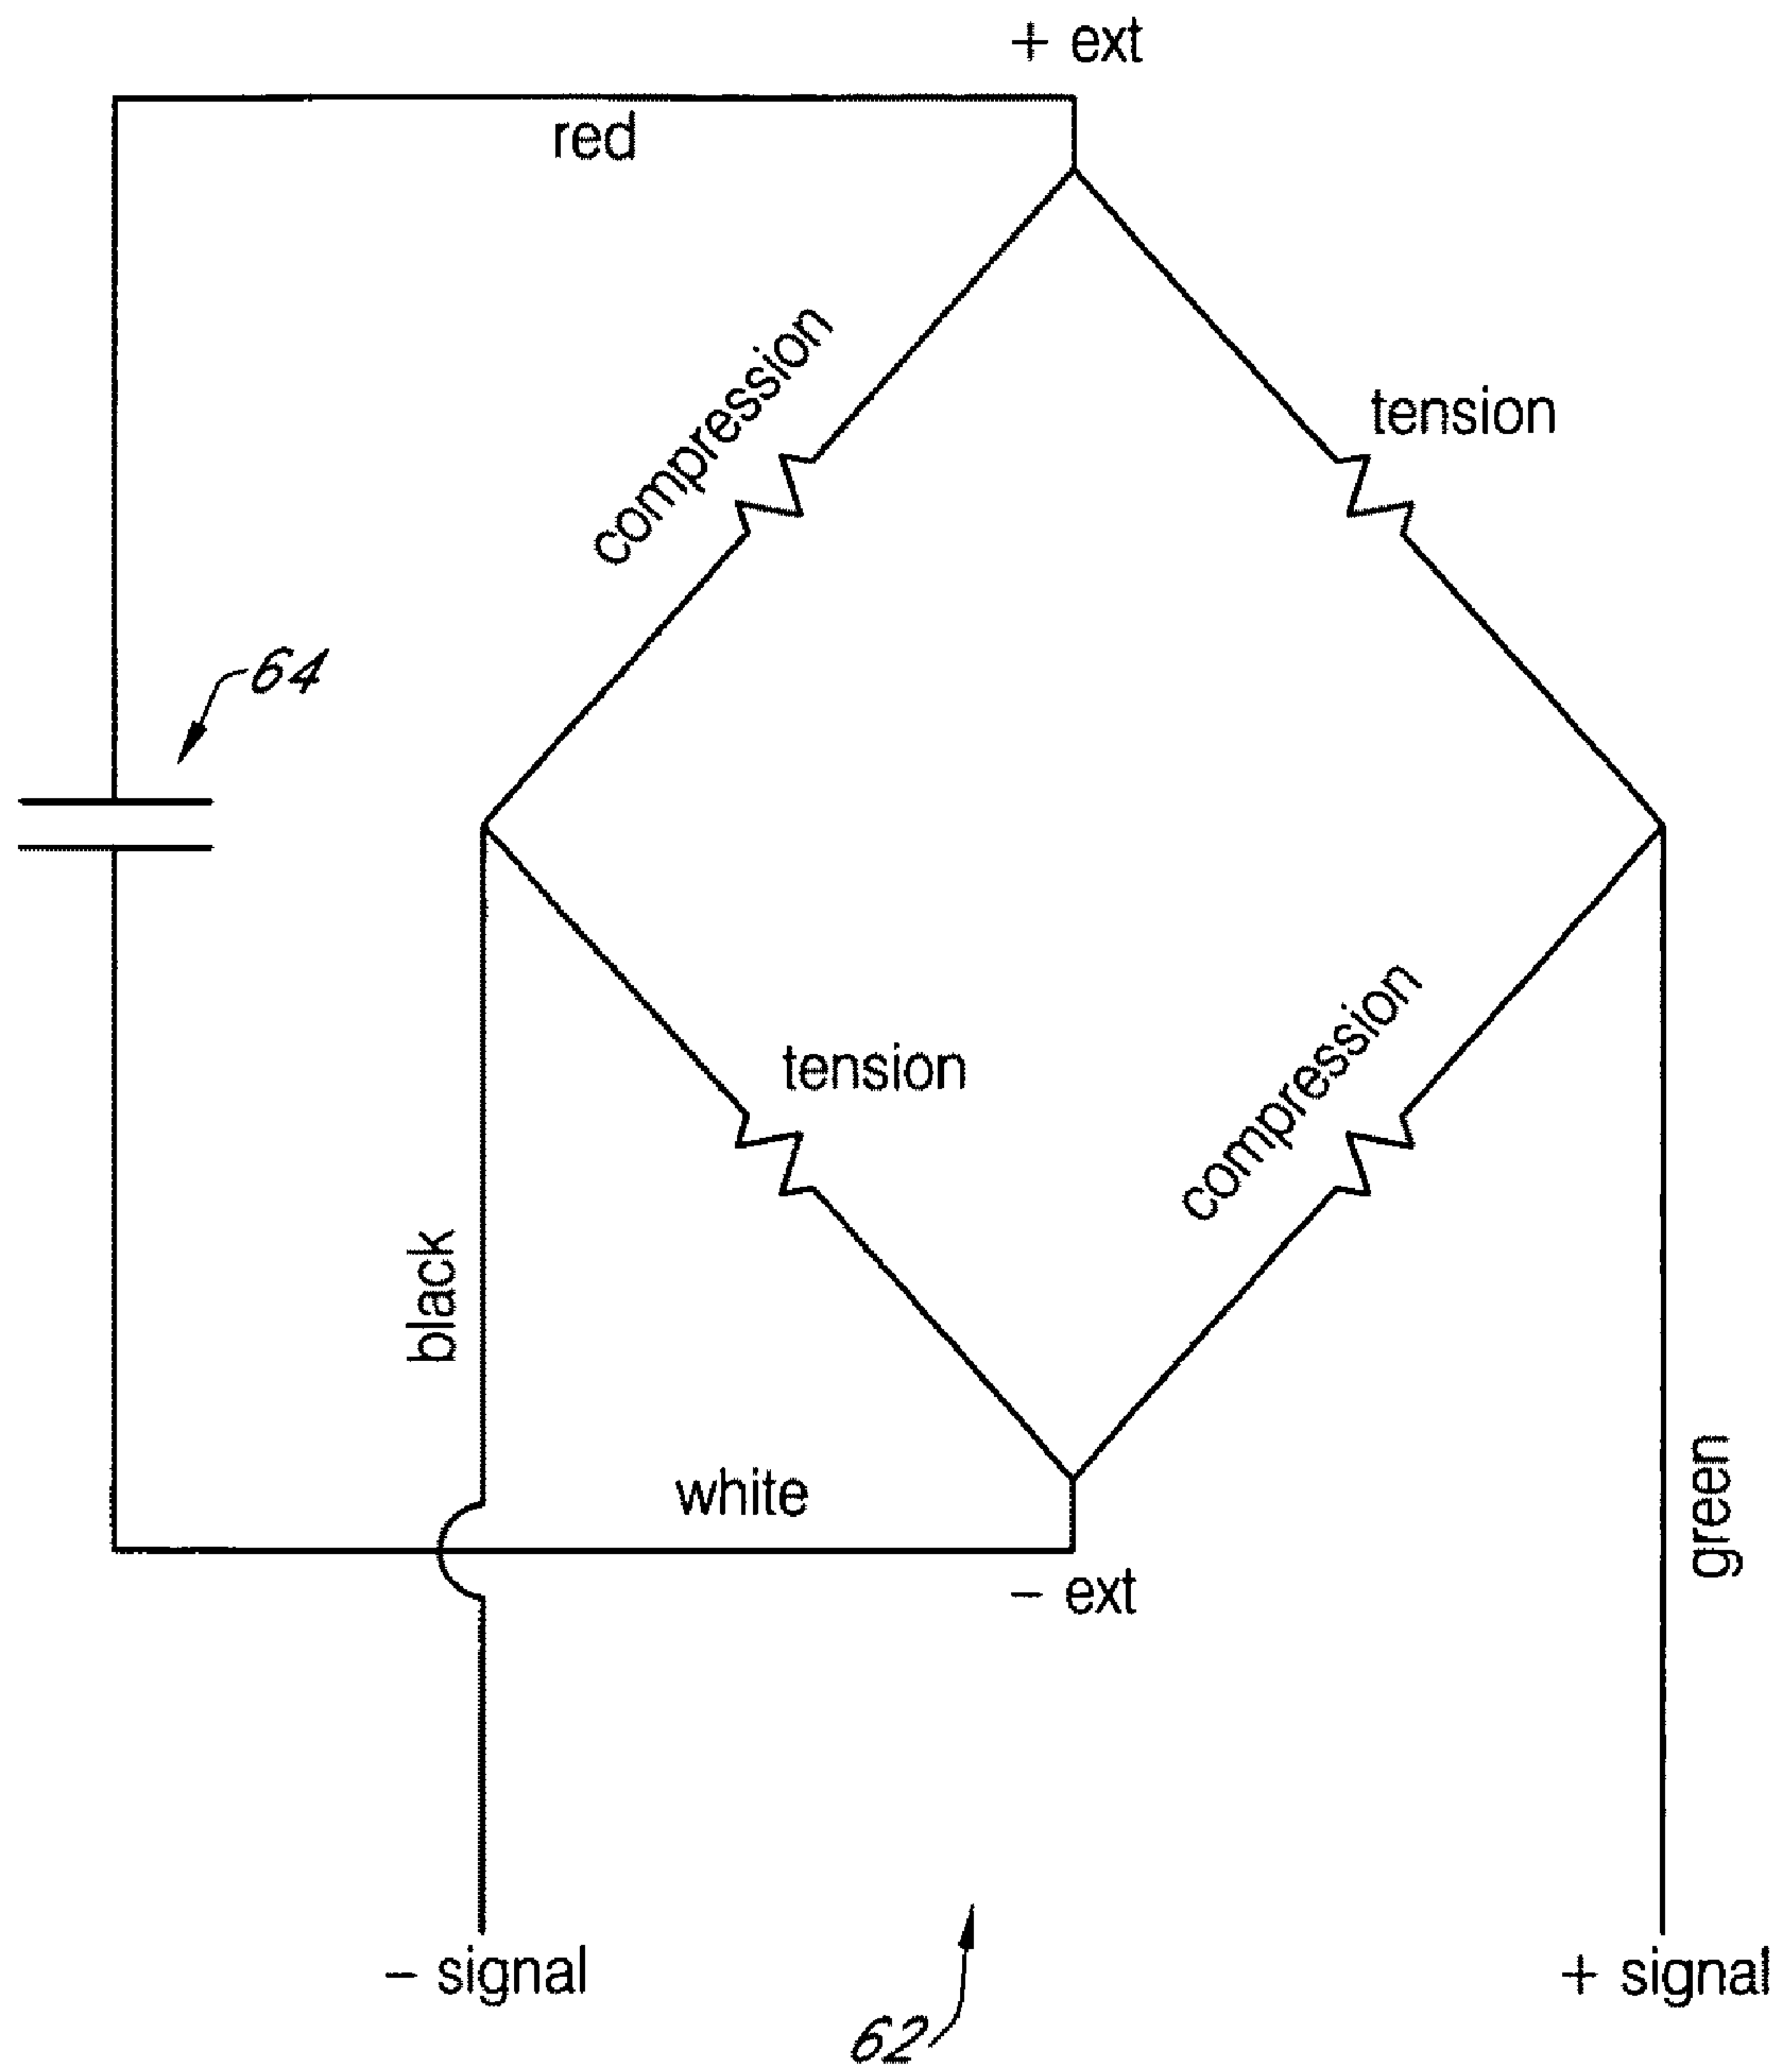 + ext
red
compression
tension
64
tension
compression
black
white
green
− ext
− signal
+ signal
62